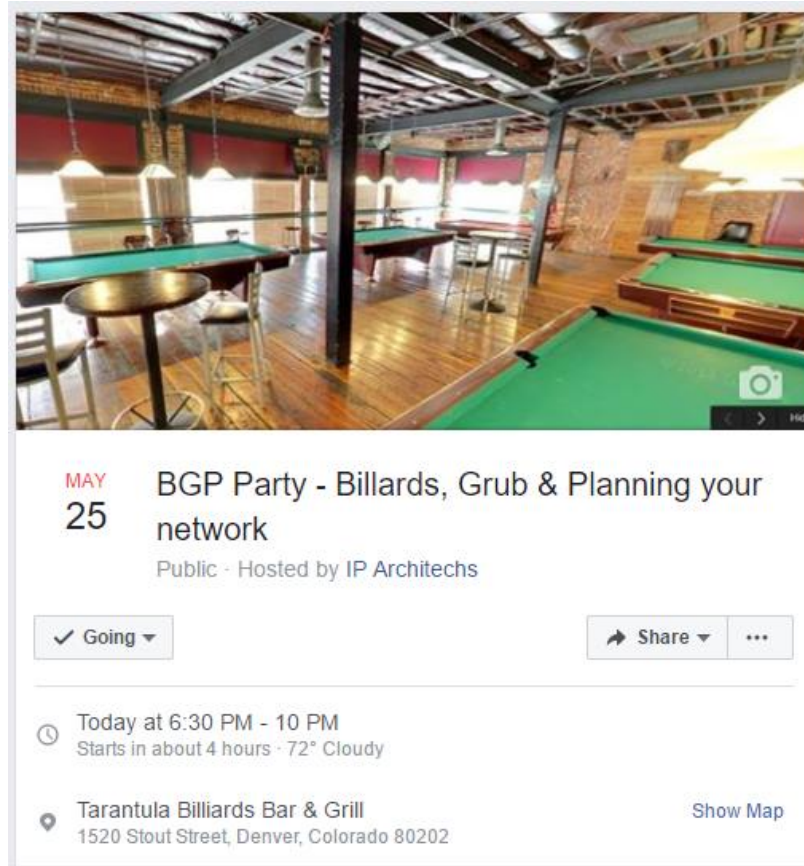 Hid
MAY
25
BGP Party - Billards, Grub & Planning your
network
Public · Hosted by IP Architechs
Going
Share
Today at 6:30 PM - 10 PM
Starts in about 4 hours · 72° Cloudy
Tarantula Billiards Bar & Grill
Show Map
1520 Stout Street, Denver, Colorado 80202